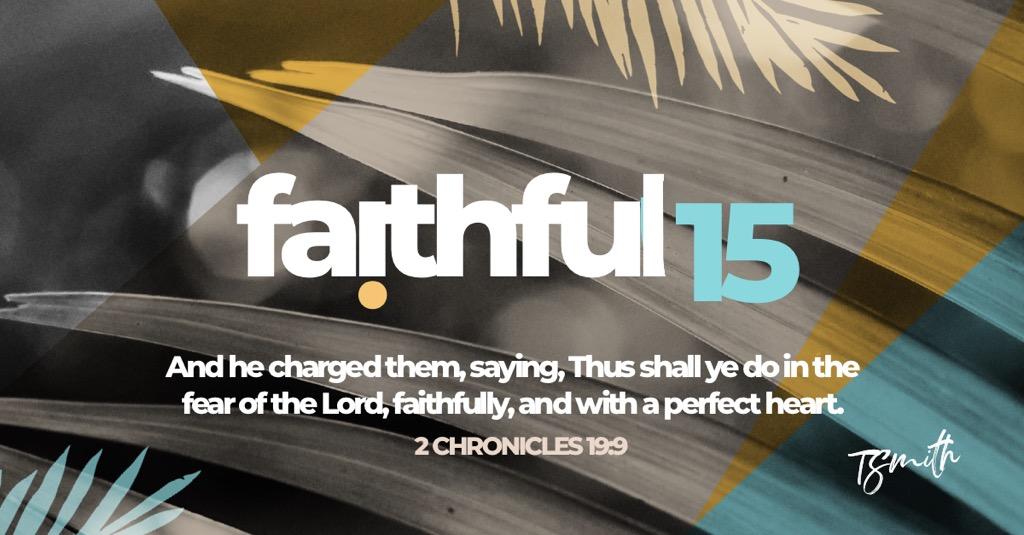 faithful 15
And he charged them, saying, Thus shall ye do in the
fear of the Lord, faithfully, and with a perfect heart.
2 CHRONICLES 19:9
TSmith